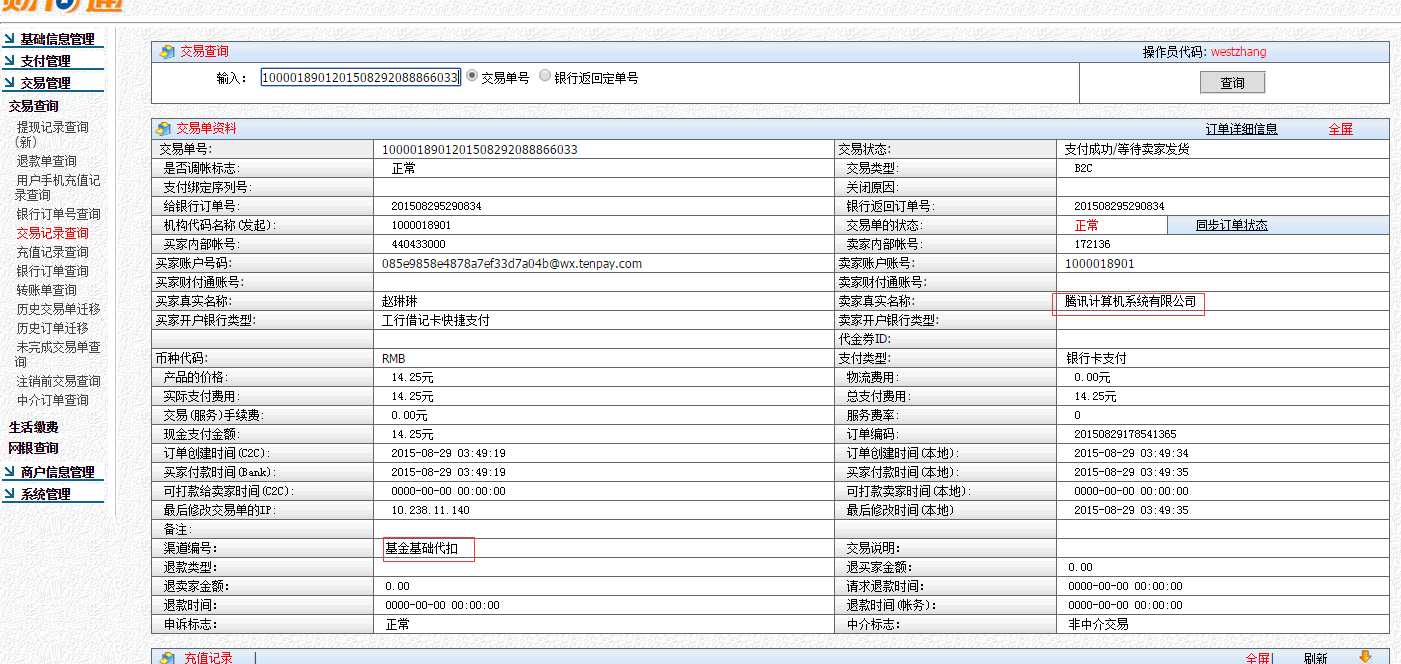 财付通
基础信息管理
支付管理
交易管理
交易查询
提现记录查询
(新)
退款单查询
用户手机充值记
录查询
银行订单号查询
交易记录查询
充值记录查询
银行订单查询
转账单查询
历史交易单迁移
历史订单迁移
未完成交易单查
询
注销前交易查询
中介订单查询
生活缴费
网银查询
商户信息管理
系统管理
交易查询 操作员代码: westzhang
输入: 1000018901201508292088866033 交易单号 银行返回定单号 查询
交易单资料 订单详细信息 全屏
交易单号: 1000018901201508292088866033 交易状态: 支付成功/等待卖家发货
是否调帐标志: 正常 交易类型: B2C
支付绑定序列号: 关闭原因:
给银行订单号: 201508295290834 银行返回订单号: 201508295290834
机构代码名称(发起): 1000018901 交易单的状态: 正常 同步订单状态
买家内部帐号: 440433000 卖家内部帐号: 172136
买家账户号码: 085e9858e4878a7ef33d7a04b@wx.tenpay.com 卖家账户账号: 1000018901
买家财付通账号: 卖家财付通账号:
买家真实名称: 赵琳琳 卖家真实名称: 腾讯计算机系统有限公司
买家开户银行类型: 工行借记卡快捷支付 卖家开户银行类型:
代金券ID:
币种代码: RMB 支付类型: 银行卡支付
产品的价格: 14.25元 物流费用: 0.00元
实际支付费用: 14.25元 总支付费用: 14.25元
交易(服务)手续费: 0.00元 服务费率: 0
现金支付金额: 14.25元 订单编码: 20150829178541365
订单创建时间(C2C): 2015-08-29 03:49:19 订单创建时间(本地): 2015-08-29 03:49:34
买家付款时间(Bank): 2015-08-29 03:49:19 买家付款时间(本地): 2015-08-29 03:49:35
可打款给卖家时间(C2C): 0000-00-00 00:00:00 可打款卖家时间(本地): 0000-00-00 00:00:00
最后修改交易单的IP: 10.238.11.140 最后修改时间(本地) 2015-08-29 03:49:35
备注:
渠道编号: 基金基础代扣 交易说明:
退款类型: 退买家金额: 0.00
退卖家金额: 0.00 请求退款时间: 0000-00-00 00:00:00
退款时间: 0000-00-00 00:00:00 退款时间(帐务): 0000-00-00 00:00:00
申诉标志: 正常 中介标志: 非中介交易
充值记录 全屏| 刷新